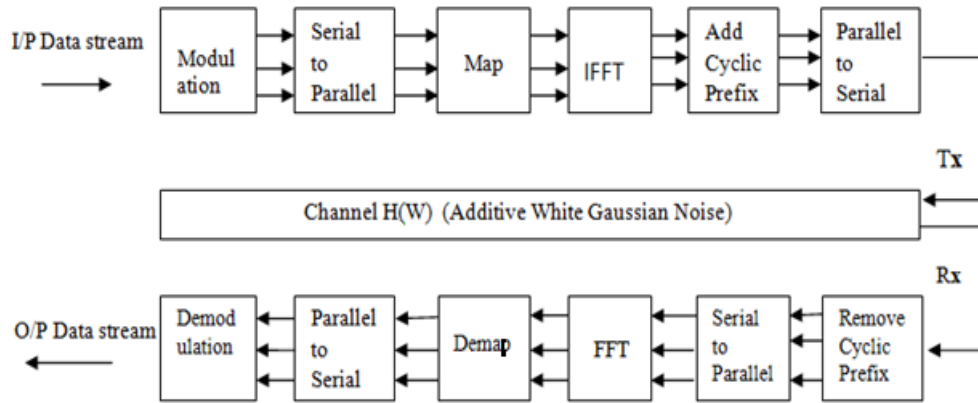 I/P Data stream
Modul
ation
Serial
to
Parallel
Map
IFFT
Add
Cyclic
Prefix
Parallel
to
Serial
Tx
Channel H(W) (Additive White Gaussian Noise)
Rx
O/P Data stream
Demod
ulation
Parallel
to
Serial
Demap
FFT
Serial
to
Parallel
Remove
Cyclic
Prefix